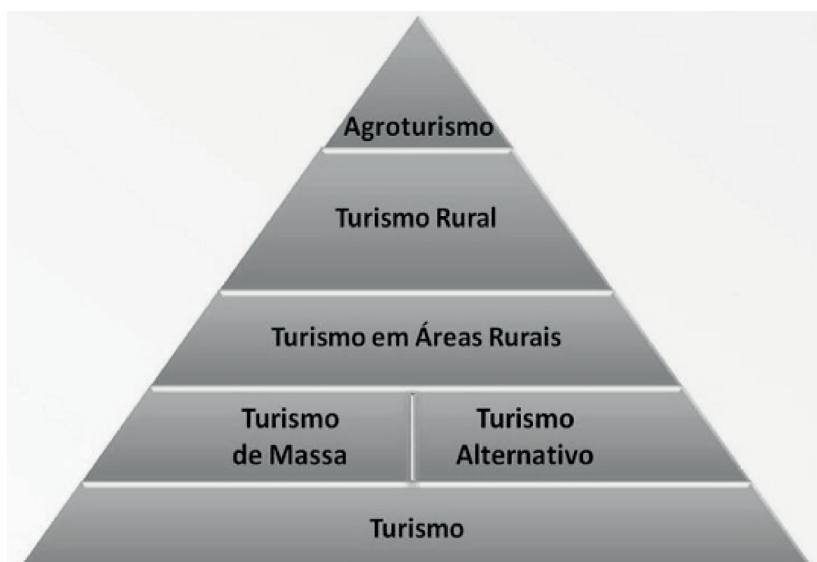 Agroturismo
Turismo Rural
Turismo em Áreas Rurais
Turismo
de Massa
Turismo
Alternativo
Turismo